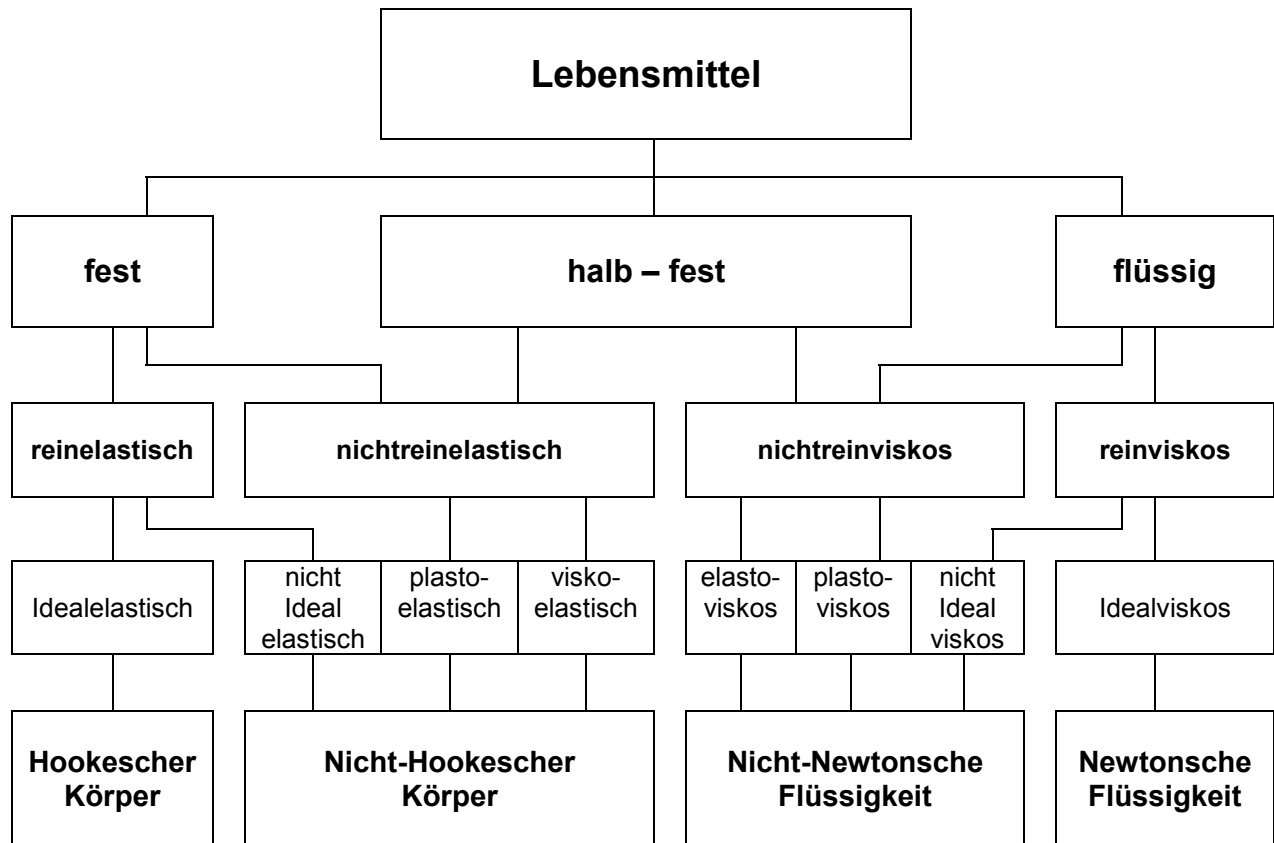 Lebensmittel
fest
halb – fest
flüssig
reinelastisch
nichtreinelastisch
nichtreinviskos
reinviskos
Idealelastisch
nicht
Ideal
elastisch
plasto-
elastisch
visko-
elastisch
elasto-
viskos
plasto-
viskos
nicht
Ideal
viskos
Idealviskos
Hookescher
Körper
Nicht-Hookescher
Körper
Nicht-Newtonsche
Flüssigkeit
Newtonsche
Flüssigkeit